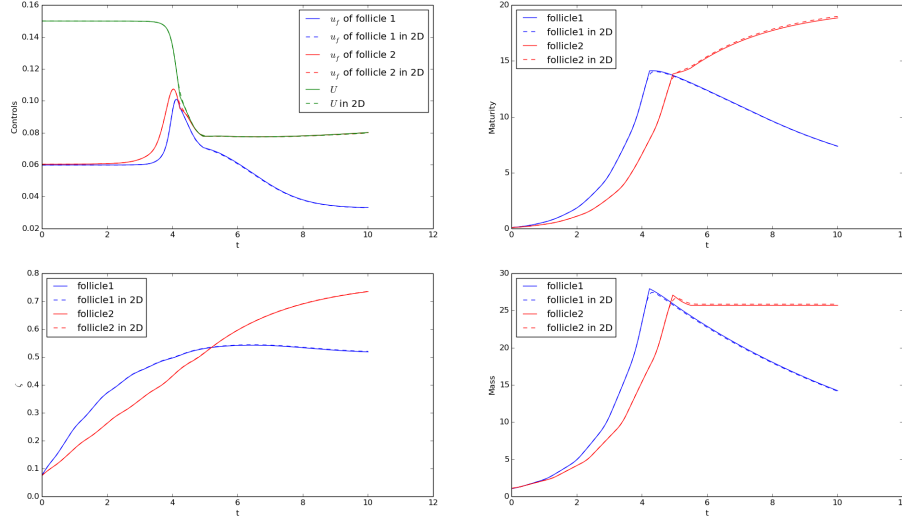 0.16
0.14
0.12
0.10
0.08
0.06
0.04
0.02
Controls
u_f of follicle 1
u_f of follicle 1 in 2D
u_f of follicle 2
u_f of follicle 2 in 2D
U
U in 2D
0 2 4 6 8 10 12
t
20
15
10
5
0
Maturity
follicle1
follicle1 in 2D
follicle2
follicle2 in 2D
0 2 4 6 8 10 12
t
0.8
0.7
0.6
0.5
0.4
0.3
0.2
0.1
0.0
ζ
follicle1
follicle1 in 2D
follicle2
follicle2 in 2D
0 2 4 6 8 10 12
t
30
25
20
15
10
5
0
Mass
follicle1
follicle1 in 2D
follicle2
follicle2 in 2D
0 2 4 6 8 10 12
t